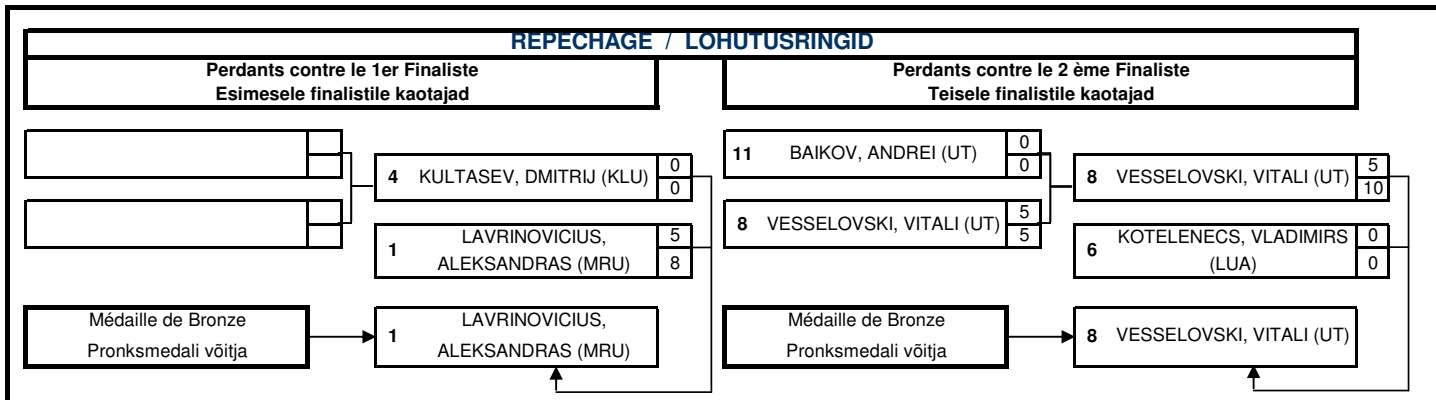 REPECHAGE / LOHUTUSRINGID
Perdants contre le 1er Finaliste
Esimesele finalistile kaotajad
Perdants contre le 2 ème Finaliste
Teisele finalistile kaotajad
4 KULTASEV, DMITRIJ (KLU) 0
0
1 LAVRINOVICIUS, 5
ALEKSANDRAS (MRU) 8
Médaille de Bronze
Pronksmedali võitja
1 LAVRINOVICIUS,
ALEKSANDRAS (MRU)
11 BAIKOV, ANDREI (UT) 0
0
8 VESSELOVSKI, VITALI (UT) 5
5
8 VESSELOVSKI, VITALI (UT) 5
10
6 KOTELENECS, VLADIMIRS 0
(LUA) 0
Médaille de Bronze
Pronksmedali võitja
8 VESSELOVSKI, VITALI (UT)